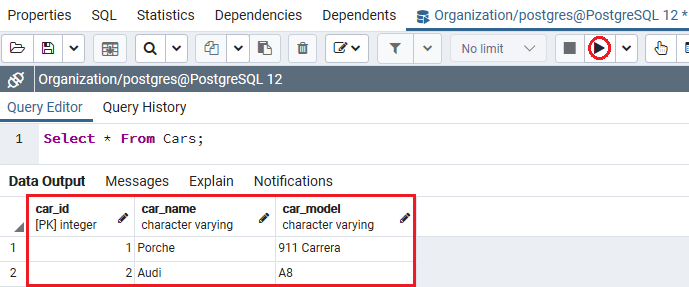 Properties SQL Statistics Dependencies Dependents Organization/postgres@PostgreSQL 12 *
No limit
Organization/postgres@PostgreSQL 12
Query Editor Query History
1 Select * From Cars;
Data Output Messages Explain Notifications
car_id car_name car_model
[PK] integer character varying character varying
1 1 Porche 911 Carrera
2 2 Audi A8